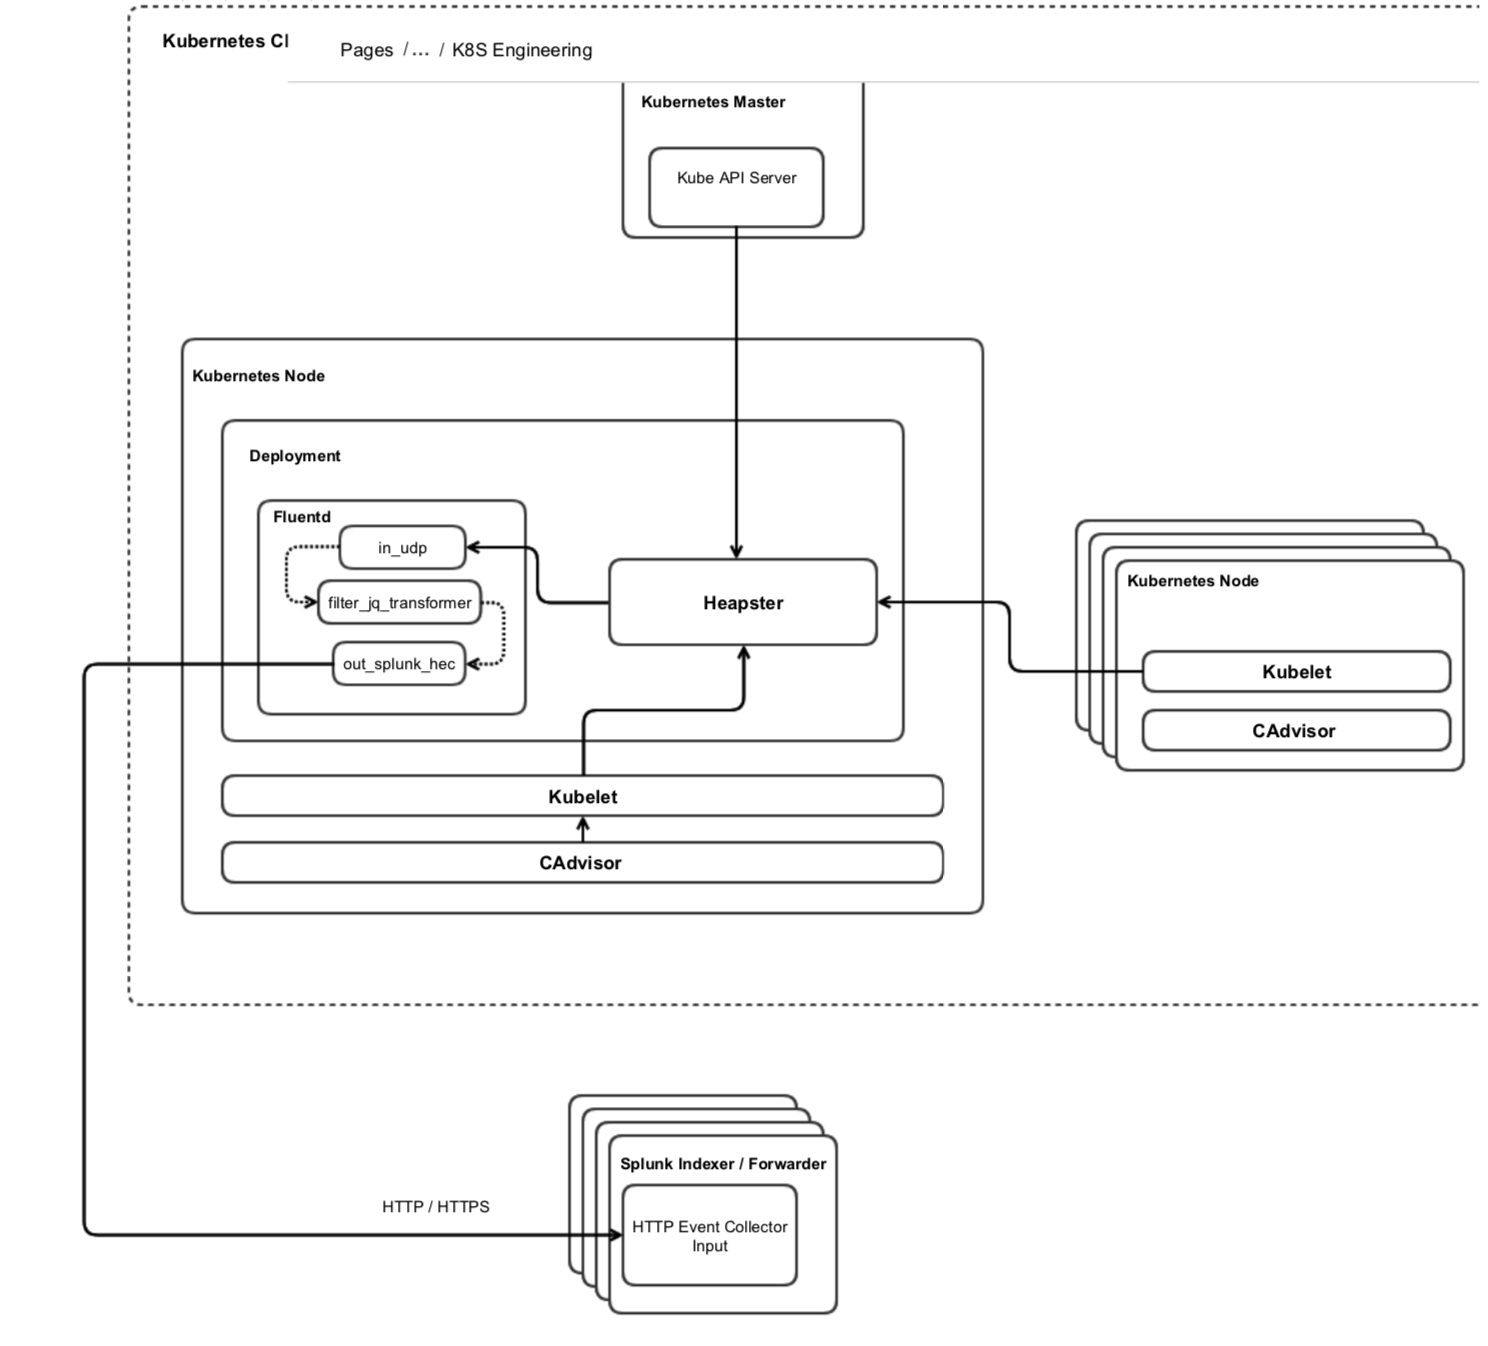 Kubernetes Cl
Pages / ... / K8S Engineering
Kubernetes Master
Kube API Server
Kubernetes Node
Deployment
Fluentd
in_udp
filter_jq_transformer
out_splunk_hec
Heapster
Kubelet
CAdvisor
Kubernetes Node
Kubelet
CAdvisor
HTTP / HTTPS
Splunk Indexer / Forwarder
HTTP Event Collector
Input